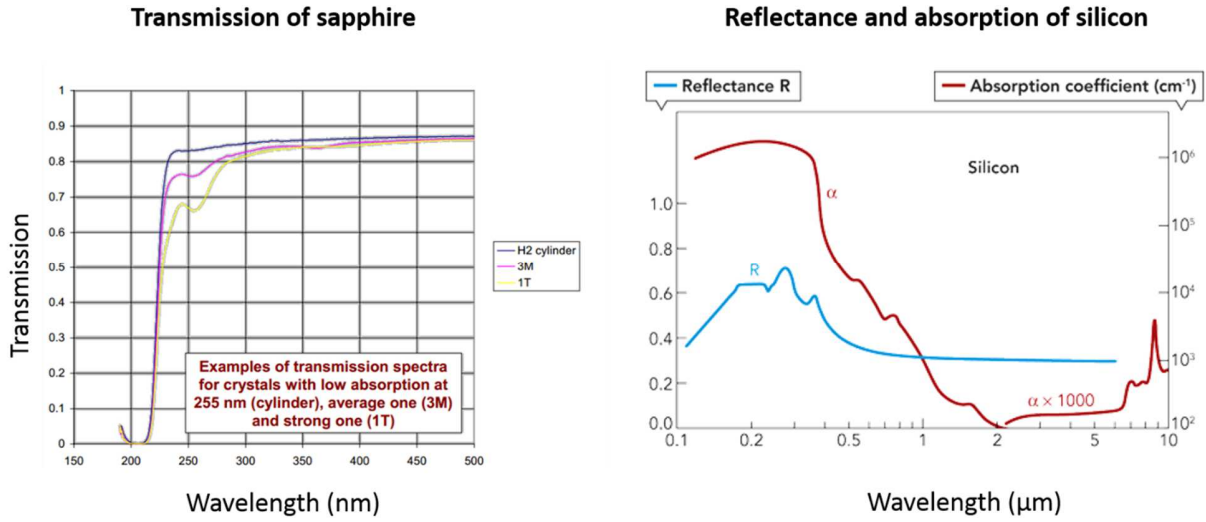 Transmission of sapphire
Transmission
1
0.9
0.8
0.7
0.6
0.5
0.4
0.3
0.2
0.1
0
150 200 250 300 350 400 450 500
H2 cylinder
3M
1T
Examples of transmission spectra
for crystals with low absorption at
255 nm (cylinder), average one (3M)
and strong one (1T)
Wavelength (nm)
Reflectance and absorption of silicon
Reflectance R
Absorption coefficient (cm⁻¹)
Silicon
α
R
α × 1000
1.0
0.8
0.6
0.4
0.2
0.0
10⁶
10⁵
10⁴
10³
10²
0.1 0.2 0.5 1 2 5 10
Wavelength (μm)